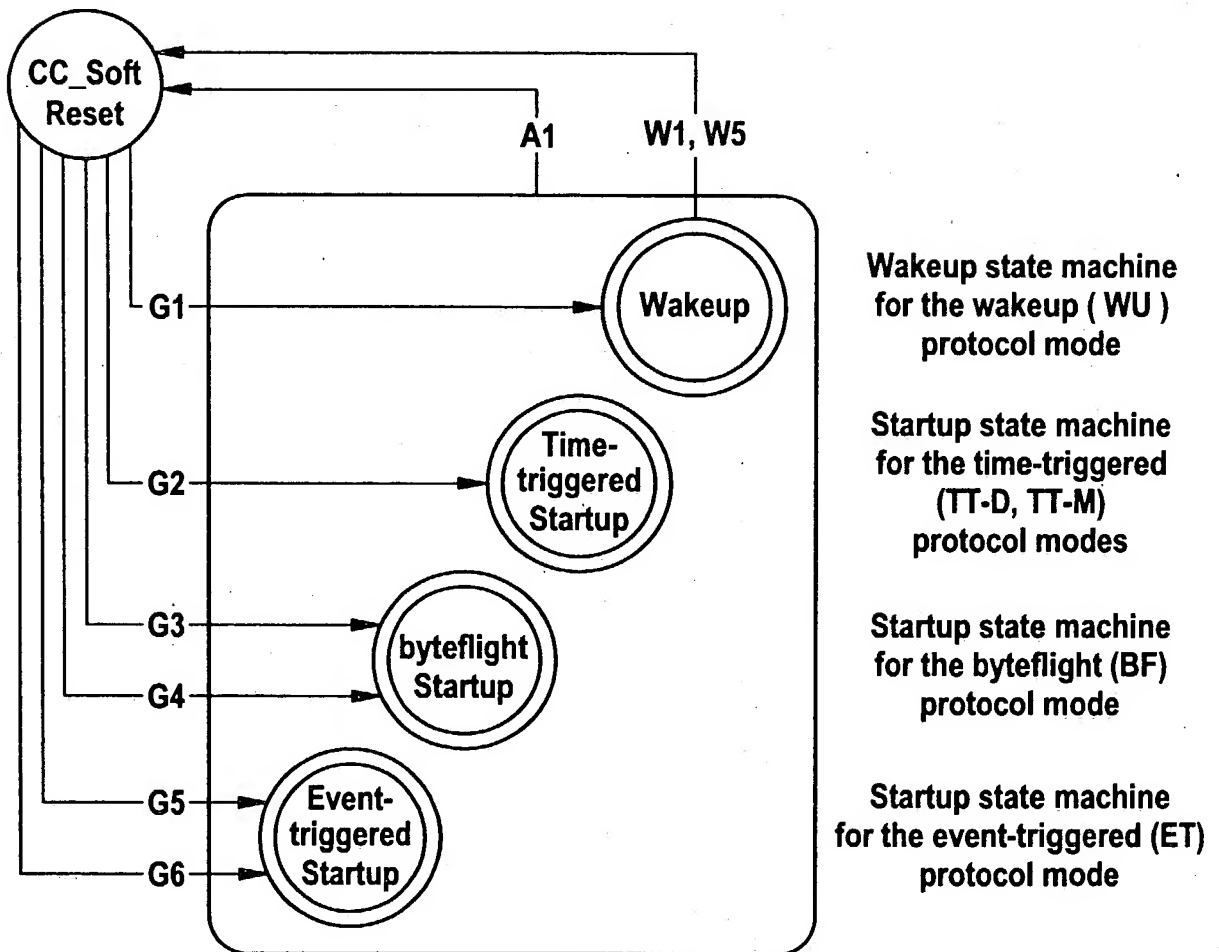 CC_Soft
Reset
A1
W1, W5
G1
Wakeup
Wakeup state machine
for the wakeup ( WU )
protocol mode
G2
Time-
triggered
Startup
Startup state machine
for the time-triggered
(TT-D, TT-M)
protocol modes
G3
G4
byteflight
Startup
Startup state machine
for the byteflight (BF)
protocol mode
G5
G6
Event-
triggered
Startup
Startup state machine
for the event-triggered (ET)
protocol mode